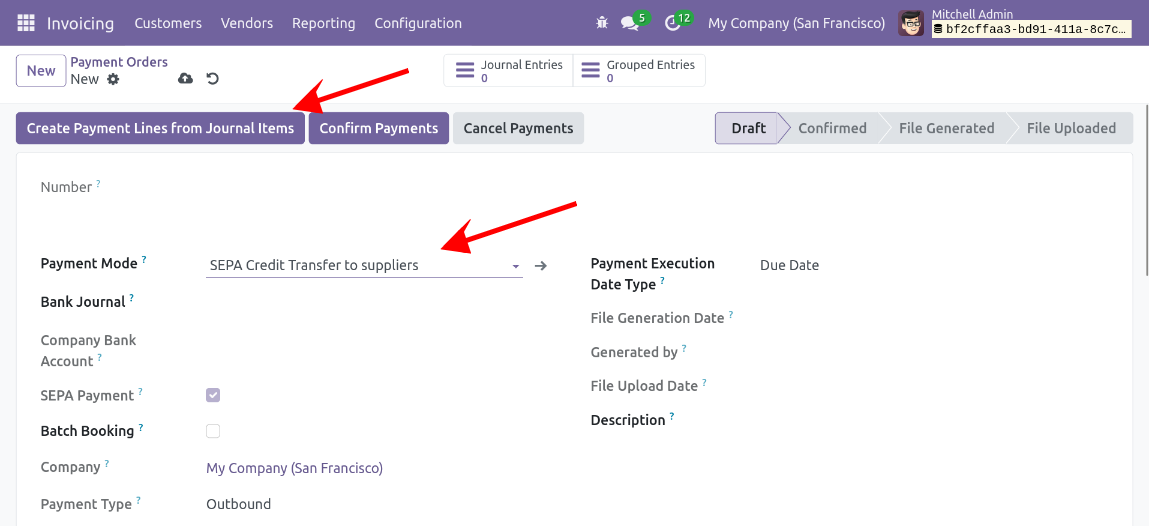 Invoicing Customers Vendors Reporting Configuration 5 12 My Company (San Francisco) Mitchell Admin
bf2cffaa3-bd91-411a-8c7c…
New Payment Orders
New
Journal Entries
0
Grouped Entries
0
Create Payment Lines from Journal Items Confirm Payments Cancel Payments Draft Confirmed File Generated File Uploaded
Number ?
Payment Mode ? SEPA Credit Transfer to suppliers
Bank Journal ?
Company Bank
Account ?
SEPA Payment ?
Batch Booking ?
Company ? My Company (San Francisco)
Payment Type ? Outbound
Payment Execution
Date Type ? Due Date
File Generation Date ?
Generated by ?
File Upload Date ?
Description ?